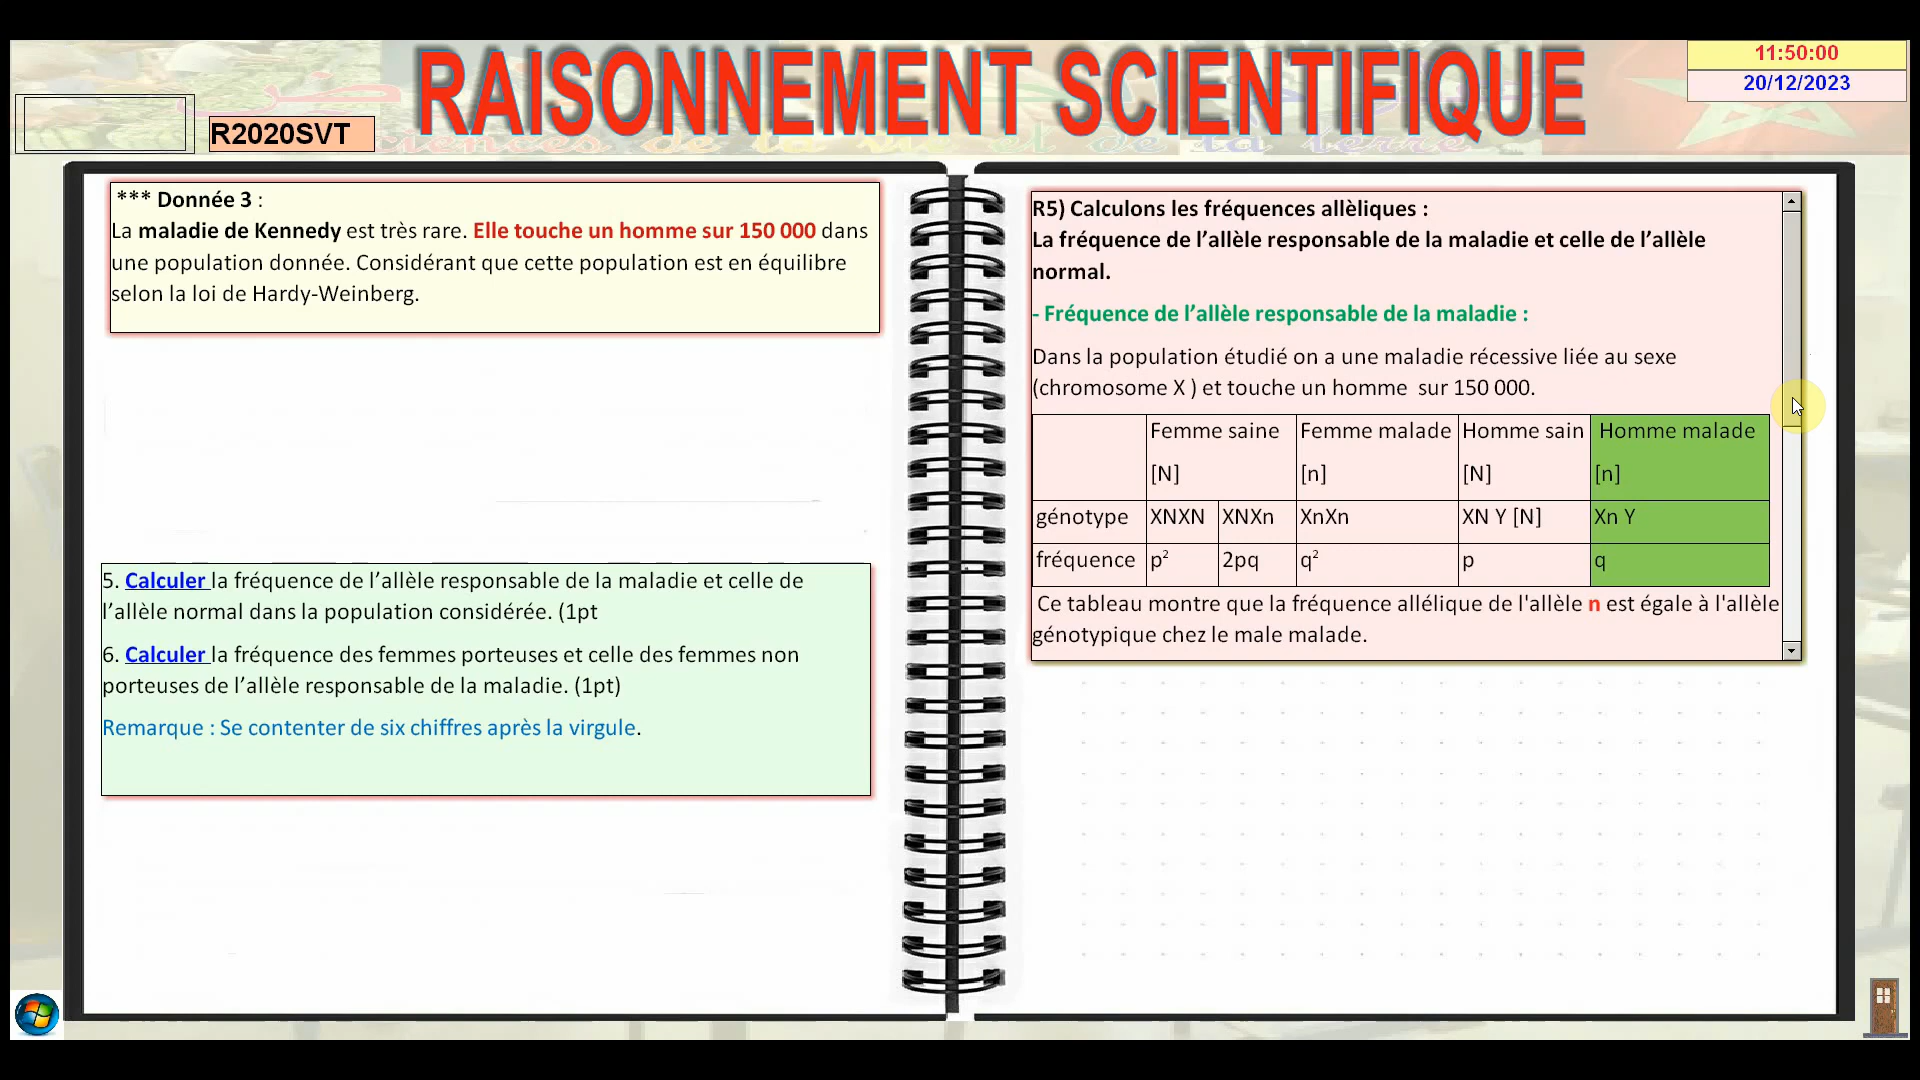 RAISONNEMENT SCIENTIFIQUE
11:50:00
20/12/2023
R2020SVT
sciences de la vie et de la terre
*** Donnée 3 :
La maladie de Kennedy est très rare. Elle touche un homme sur 150 000 dans
une population donnée. Considérant que cette population est en équilibre
selon la loi de Hardy-Weinberg.
5. Calculer la fréquence de l’allèle responsable de la maladie et celle de
l’allèle normal dans la population considérée. (1pt
6. Calculer la fréquence des femmes porteuses et celle des femmes non
porteuses de l’allèle responsable de la maladie. (1pt)
Remarque : Se contenter de six chiffres après la virgule.
R5) Calculons les fréquences allèliques :
La fréquence de l’allèle responsable de la maladie et celle de l’allèle
normal.
- Fréquence de l’allèle responsable de la maladie :
Dans la population étudié on a une maladie récessive liée au sexe
(chromosome X ) et touche un homme sur 150 000.
Femme saine Femme malade Homme sain Homme malade
[N] [n] [N] [n]
génotype XNXN XNXn XnXn XN Y [N] Xn Y
fréquence p² 2pq q² p q
Ce tableau montre que la fréquence allélique de l'allèle n est égale à l'allèle
génotypique chez le male malade.